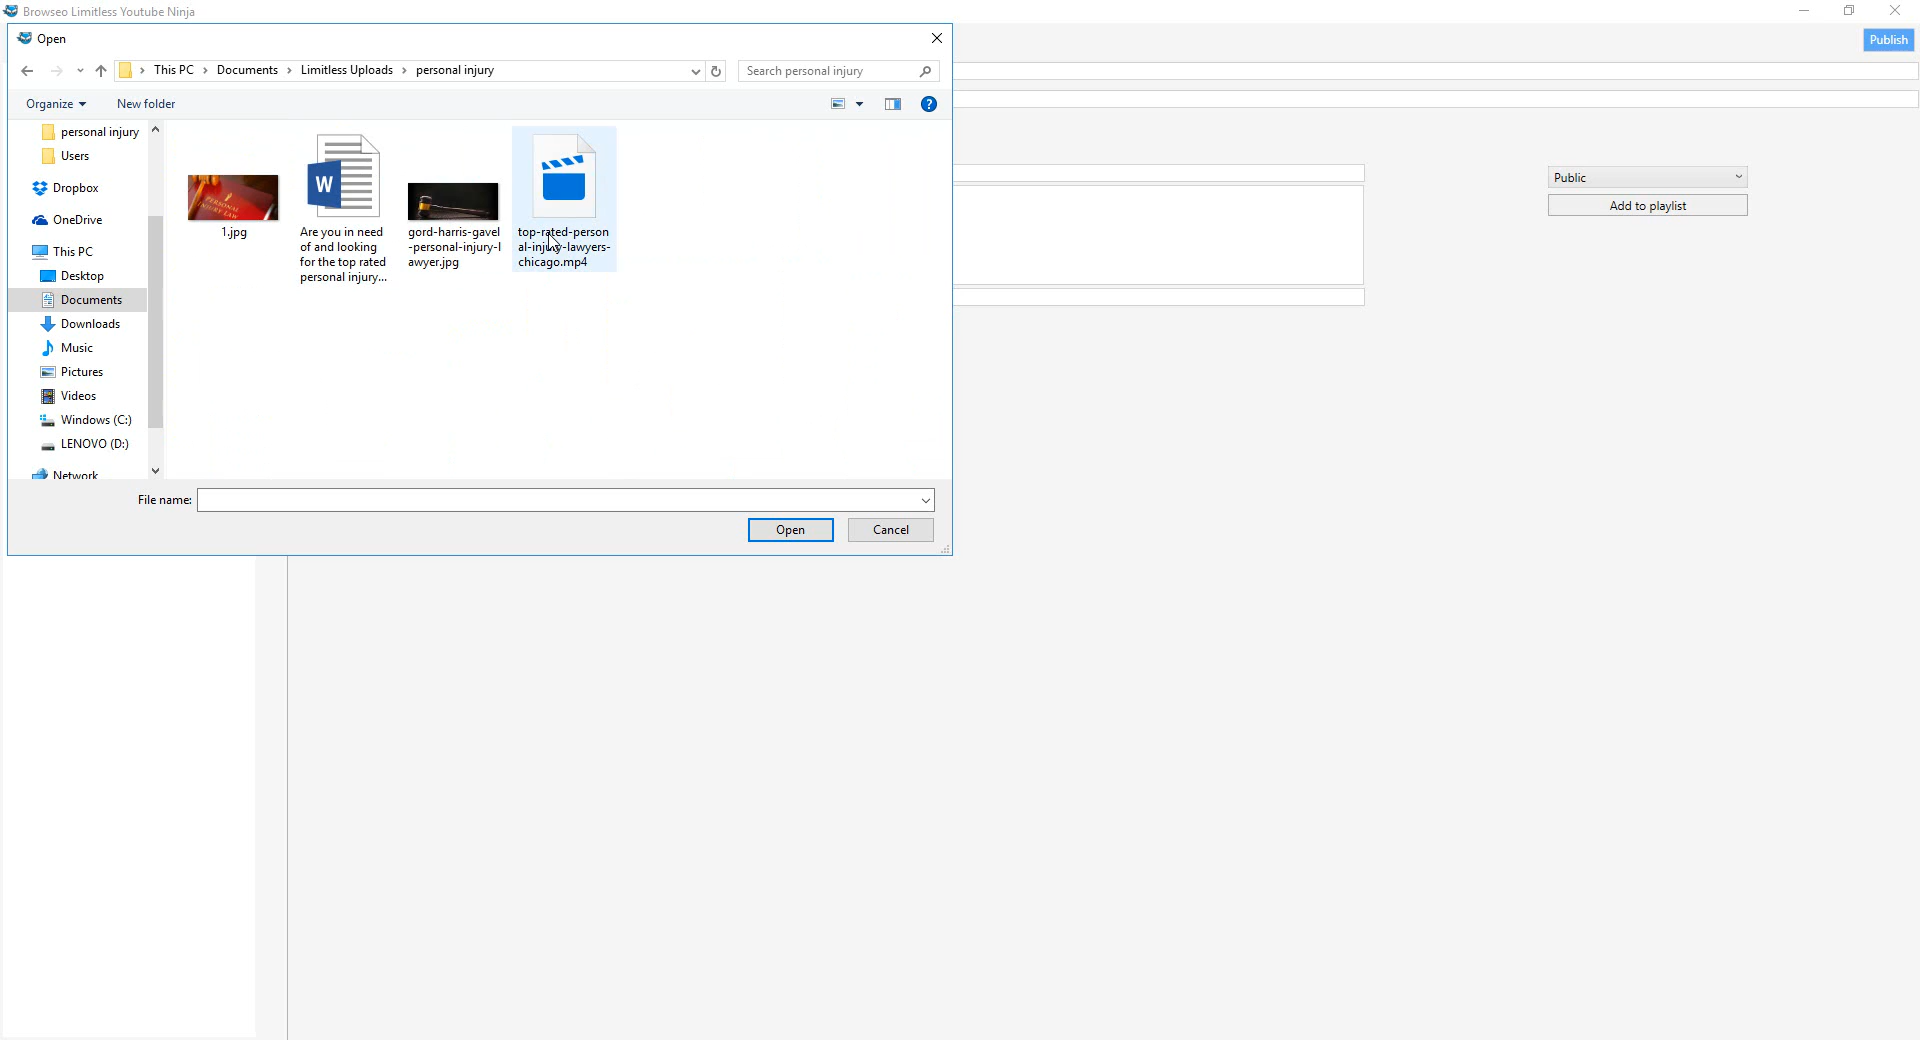 Browseo Limitless Youtube Ninja
Open
Publish
This PC > Documents > Limitless Uploads > personal injury
Search personal injury
Organize
New folder
personal injury
Users
Dropbox
OneDrive
This PC
Desktop
Documents
Downloads
Music
Pictures
Videos
Windows (C:)
LENOVO (D:)
Network
PERSONAL
INJURY LAW
1.jpg
W
Are you in need
of and looking
for the top rated
personal injury...
gord-harris-gavel
-personal-injury-l
awyer.jpg
top-rated-person
al-injury-lawyers-
chicago.mp4
Public
Add to playlist
File name:
Open
Cancel